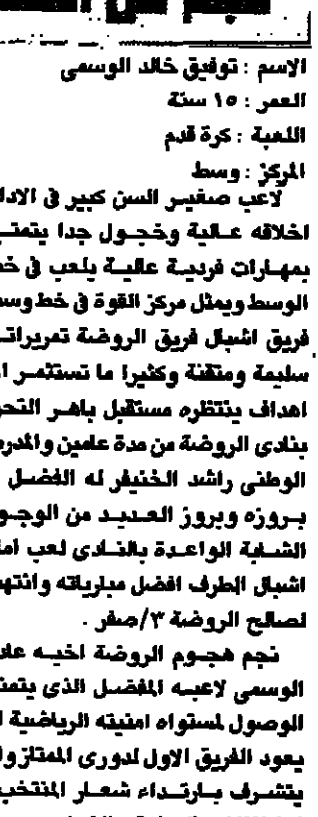 الاسم : توفيق خالد الوسمي
العمر : ١٥ سنة
اللعبة : كرة قدم
المركز : وسط
لاعب صغير السن كبير في الادا
اخلاقه عالية وخجول جدا يتمتـ
بمهارات فردية عالية يلعب في خـ
الوسط ويمثل مركز القوة في خط وسـ
فريق اشبال فريق الروضة تمريراتـ
سليمة ومتقنة وكثيرا ما تستثمر ا
اهداف ينتظره مستقبل باهر التحـ
بنادي الروضة من مدة عامين والمدر
الوطني راشد الخنيفر له الفضل
بروزه وبروز العديد من الوجـو
الشابة الواعدة بالنادي لعب اما
اشبال الطرف افضل مبارياته وانتهـ
لصالح الروضة ٣/صفر .
نجم هجوم الروضة اخيه عاد
الوسمي لاعبه المفضل الذي يتمنـ
الوصول لمستواه امنيته الرياضية ا
يعود الفريق الاول لدوري الممتاز وا
يتشرف بارتداء شعار المنتخب